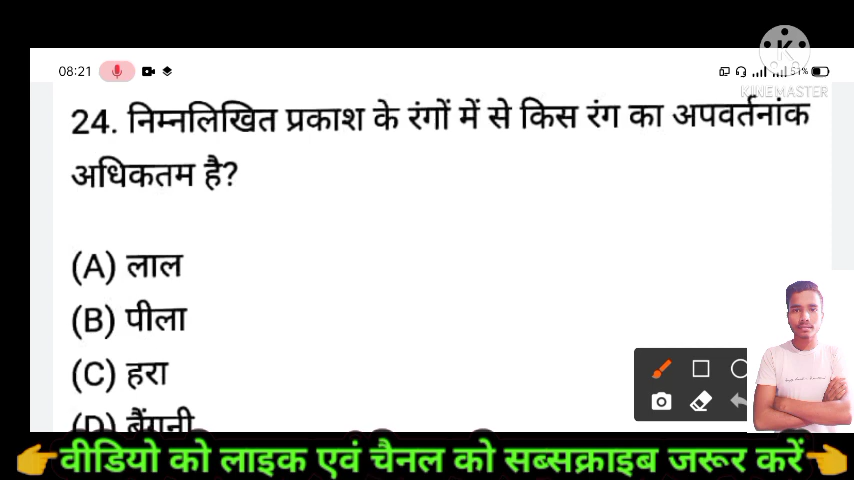 08:21
51%
KINEMASTER
24. निम्नलिखित प्रकाश के रंगों में से किस रंग का अपवर्तनांक
अधिकतम है?
(A) लाल
(B) पीला
(C) हरा
(D) बैंगनी
👉वीडियो को लाइक एवं चैनल को सब्सक्राइब जरूर करें👈